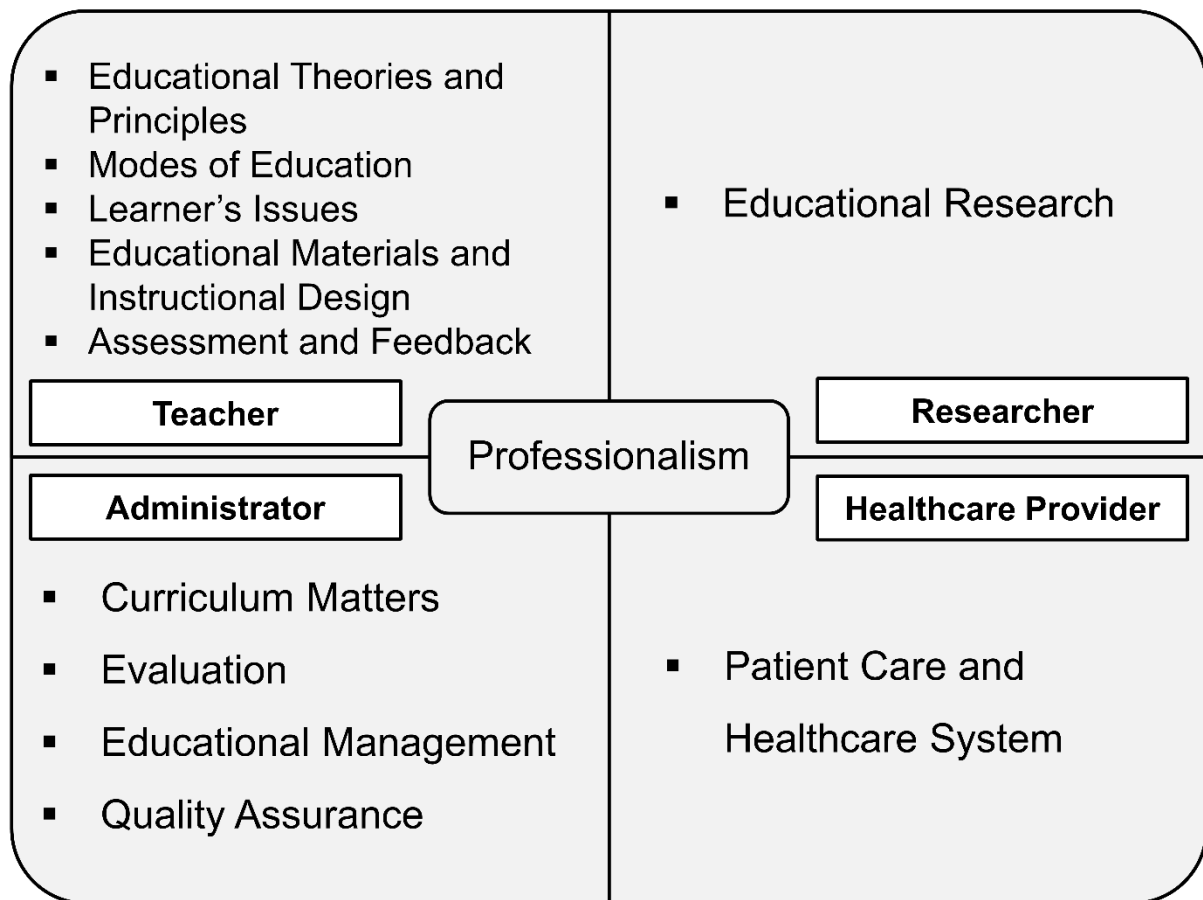 ▪ Educational Theories and
Principles
▪ Modes of Education
▪ Learner’s Issues
▪ Educational Materials and
Instructional Design
▪ Assessment and Feedback
Teacher
▪ Educational Research
Researcher
Professionalism
Administrator
▪ Curriculum Matters
▪ Evaluation
▪ Educational Management
▪ Quality Assurance
Healthcare Provider
▪ Patient Care and
Healthcare System